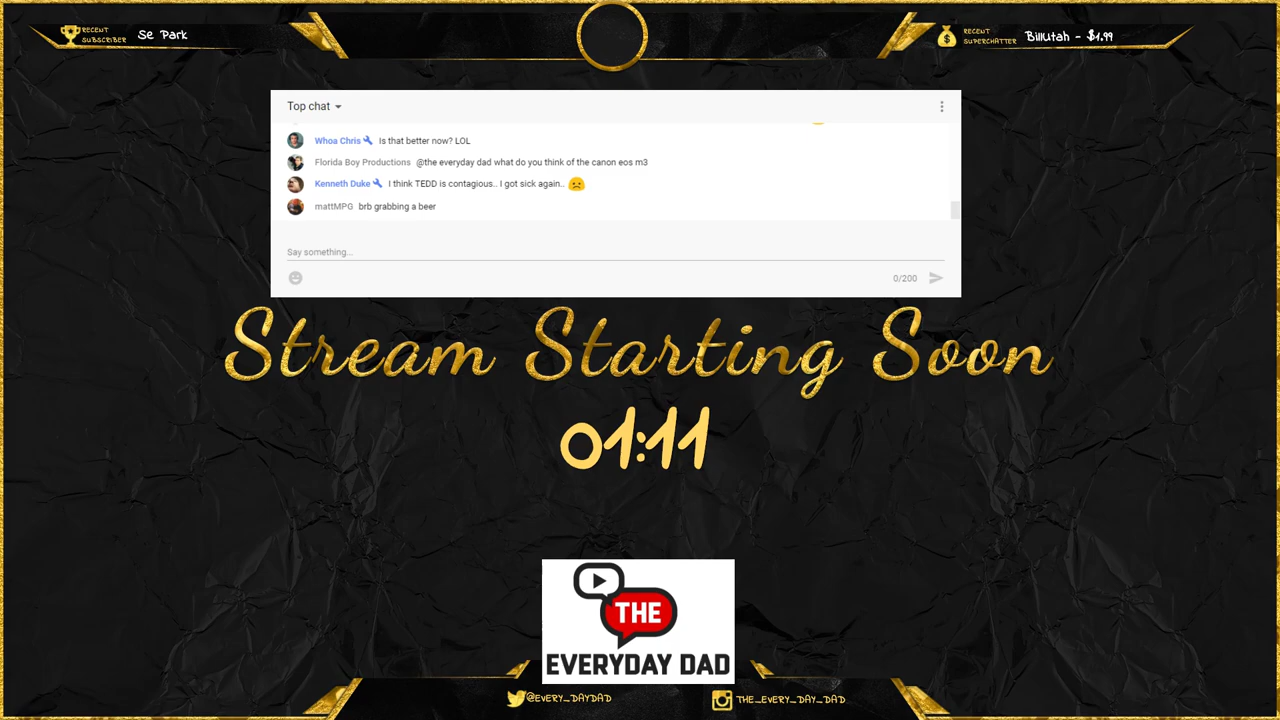 RECENT SUBSCRIBER Se Park
RECENT SUPERCHATTER BillUtah - $1.99
Top chat
Whoa Chris Is that better now? LOL
Florida Boy Productions @the everyday dad what do you think of the canon eos m3
Kenneth Duke I think TEDD is contagious.. I got sick again..
mattMPG brb grabbing a beer
Say something...
0/200
Stream Starting Soon
01:11
THE
EVERYDAY DAD
@EVERY_DAYDAD
THE_EVERY_DAY_DAD